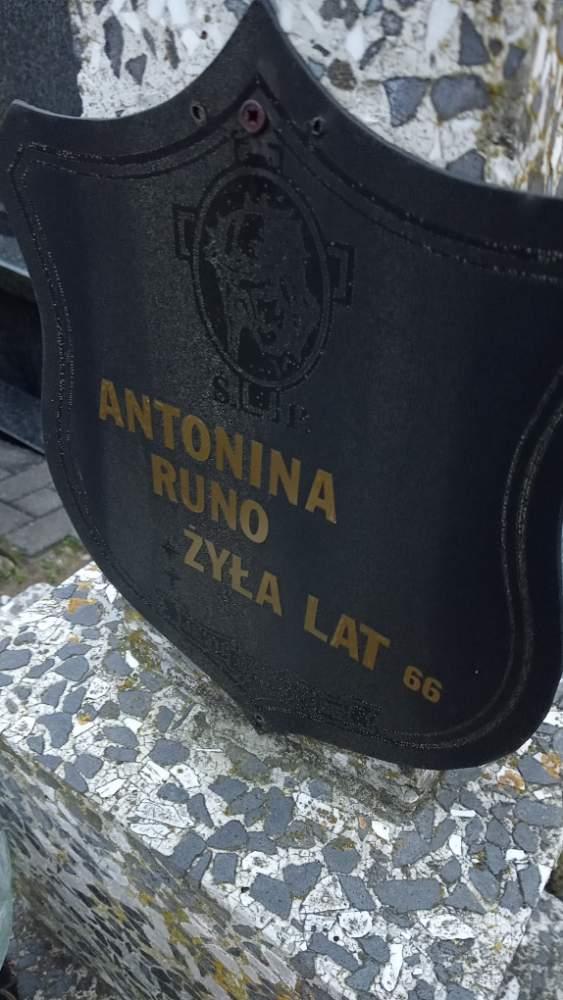 Ś.†P.
ANTONINA
RUNO
ŻYŁA LAT 66